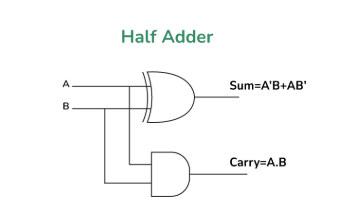 Half Adder
A
Sum=A'B+AB'
B
Carry=A.B